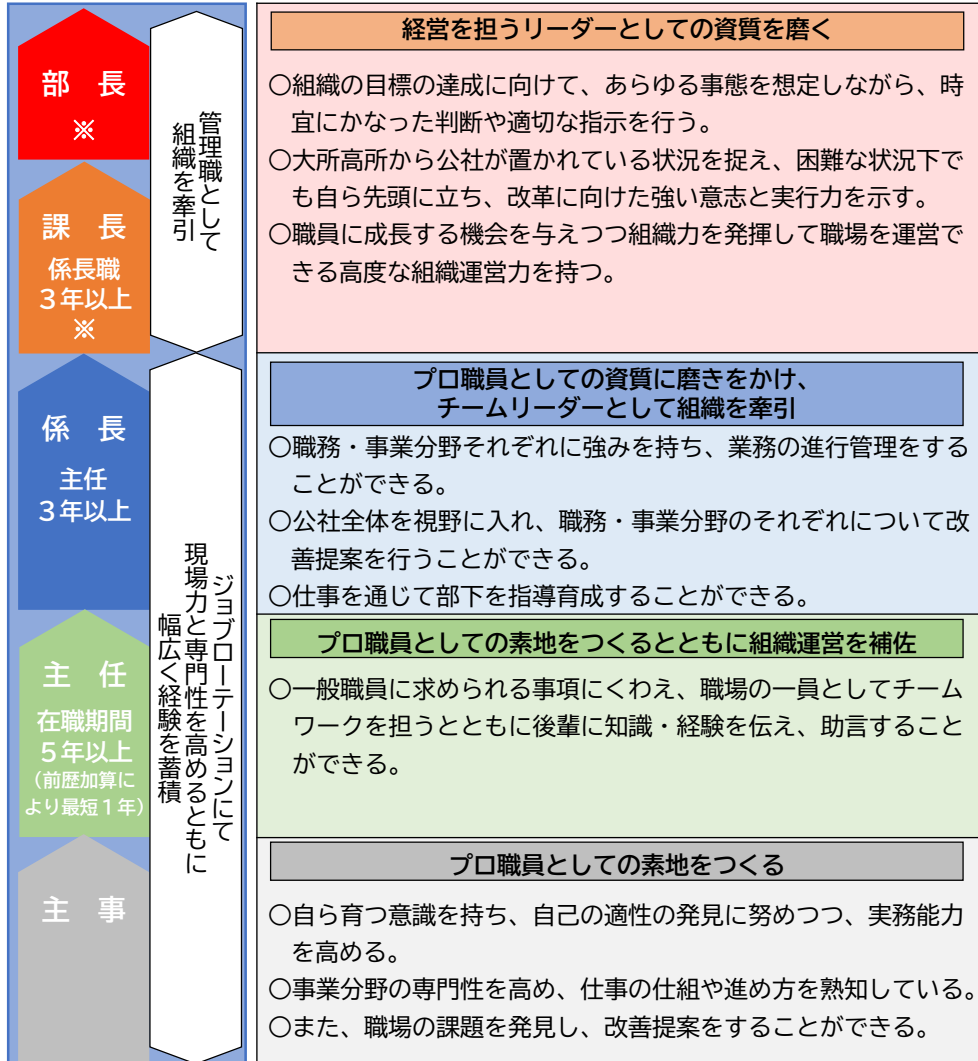 部 長
※
課 長
係長職
３年以上
※
係 長
主任
３年以上
主 任
在職期間
５年以上
（前歴加算に
より最短１年）
主 事
管理職として
組織を牽引
ジョブローテーションにて
現場力と専門性を高めるともに
幅広く経験を蓄積
経営を担うリーダーとしての資質を磨く
〇組織の目標の達成に向けて、あらゆる事態を想定しながら、時
宜にかなった判断や適切な指示を行う。
〇大所高所から公社が置かれている状況を捉え、困難な状況下で
も自ら先頭に立ち、改革に向けた強い意志と実行力を示す。
〇職員に成長する機会を与えつつ組織力を発揮して職場を運営で
きる高度な組織運営力を持つ。
プロ職員としての資質に磨きをかけ、
チームリーダーとして組織を牽引
〇職務・事業分野それぞれに強みを持ち、業務の進行管理をする
ことができる。
〇公社全体を視野に入れ、職務・事業分野のそれぞれについて改
善提案を行うことができる。
〇仕事を通じて部下を指導育成することができる。
プロ職員としての素地をつくるとともに組織運営を補佐
〇一般職員に求められる事項にくわえ、職場の一員としてチーム
ワークを担うとともに後輩に知識・経験を伝え、助言すること
ができる。
プロ職員としての素地をつくる
〇自ら育つ意識を持ち、自己の適性の発見に努めつつ、実務能力
を高める。
〇事業分野の専門性を高め、仕事の仕組や進め方を熟知している。
〇また、職場の課題を発見し、改善提案をすることができる。